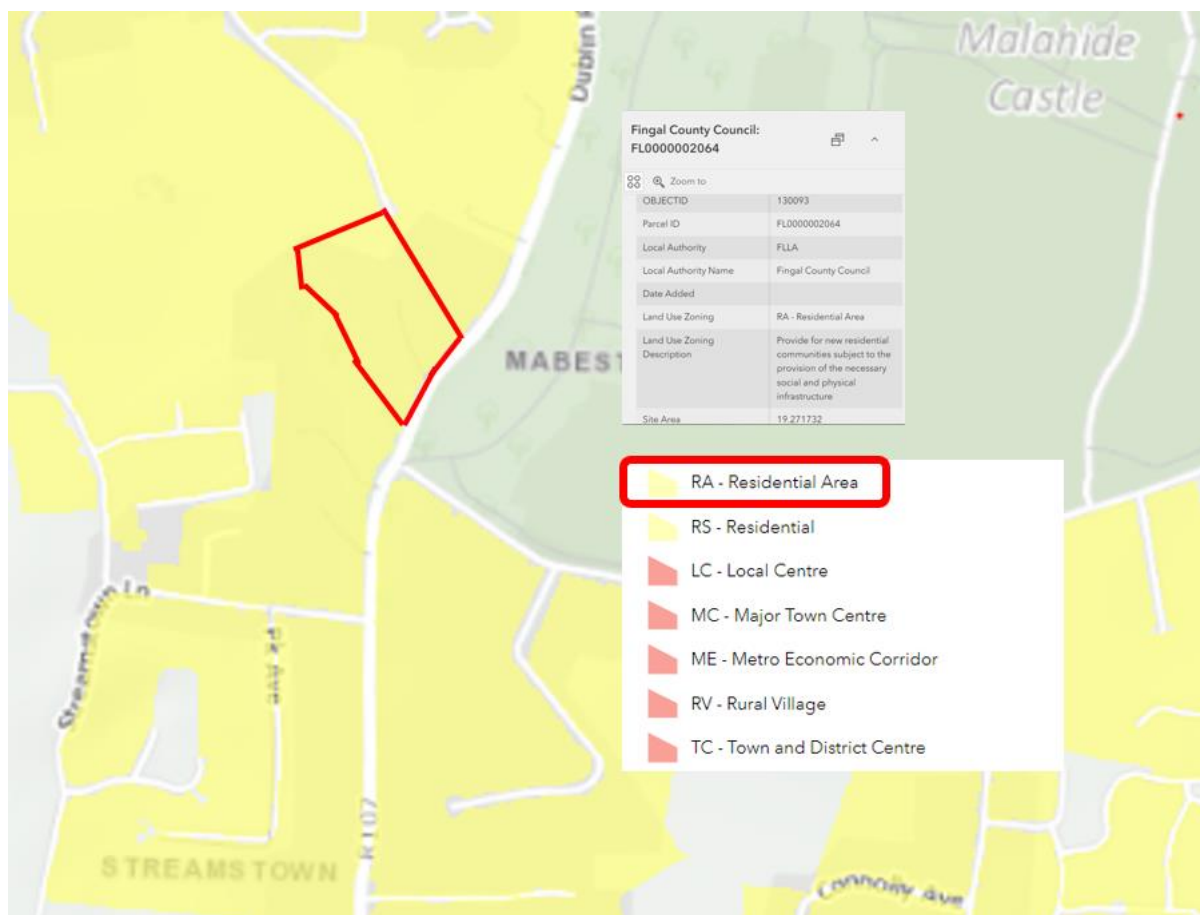 Malahide
Castle
Dublin R
Fingal County Council:
FL0000002064
Zoom to
OBJECTID 130093
Parcel ID FL0000002064
Local Authority FLLA
Local Authority Name Fingal County Council
Date Added
Land Use Zoning RA - Residential Area
Land Use Zoning Provide for new residential
Description communities subject to the
provision of the necessary
social and physical
infrastructure
Site Area 19.271732
MABEST
RA - Residential Area
RS - Residential
LC - Local Centre
MC - Major Town Centre
ME - Metro Economic Corridor
RV - Rural Village
TC - Town and District Centre
Streamstown Ln
Pk Ave
R107
STREAMSTOWN
Connolly Ave